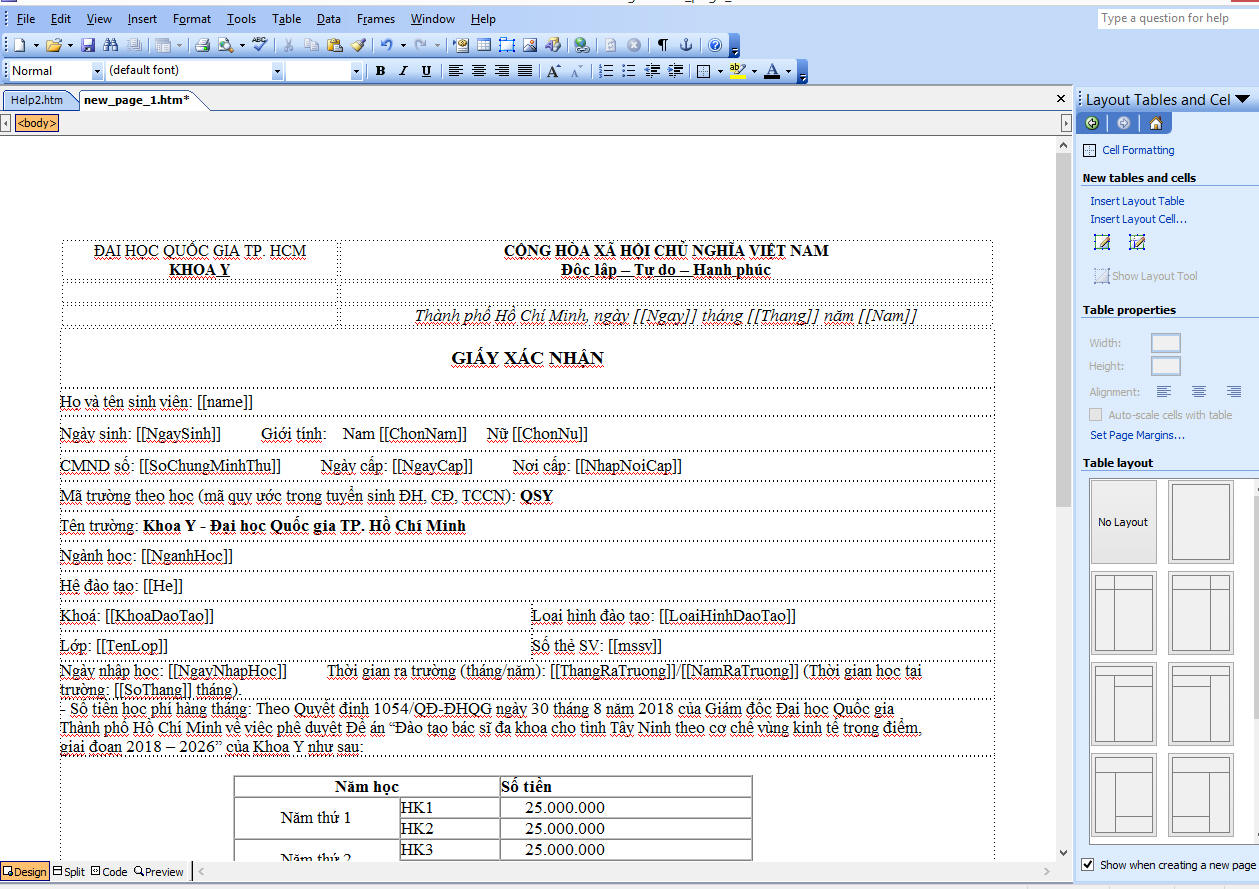 File Edit View Insert Format Tools Table Data Frames Window Help
Type a question for help
Normal (default font)
B I U
Help2.htm new_page_1.htm*
<body>
ĐẠI HỌC QUỐC GIA TP. HCM
KHOA Y
CỘNG HÒA XÃ HỘI CHỦ NGHĨA VIỆT NAM
Độc lập – Tự do – Hạnh phúc
Thành phố Hồ Chí Minh, ngày [[Ngay]] tháng [[Thang]] năm [[Nam]]
GIẤY XÁC NHẬN
Họ và tên sinh viên: [[name]]
Ngày sinh: [[NgaySinh]] Giới tính: Nam [[ChonNam]] Nữ [[ChonNu]]
CMND số: [[SoChungMinhThu]] Ngày cấp: [[NgayCap]] Nơi cấp: [[NhapNoiCap]]
Mã trường theo học (mã quy ước trong tuyển sinh ĐH. CĐ. TCCN): QSY
Tên trường: Khoa Y - Đại học Quốc gia TP. Hồ Chí Minh
Ngành học: [[NganhHoc]]
Hệ đào tạo: [[He]]
Khoá: [[KhoaDaoTao]] Loại hình đào tạo: [[LoaiHinhDaoTao]]
Lớp: [[TenLop]] Số thẻ SV: [[mssv]]
Ngày nhập học: [[NgayNhapHoc]] Thời gian ra trường (tháng/năm): [[ThangRaTruong]]/[[NamRaTruong]] (Thời gian học tại
trường: [[SoThang]] tháng).
- Số tiền học phí hàng tháng: Theo Quyết định 1054/QĐ-ĐHQG ngày 30 tháng 8 năm 2018 của Giám đốc Đại học Quốc gia
Thành phố Hồ Chí Minh về việc phê duyệt Đề án “Đào tạo bác sĩ đa khoa cho tỉnh Tây Ninh theo cơ chế vùng kinh tế trọng điểm.
giai đoạn 2018 – 2026” của Khoa Y như sau:
Năm học Số tiền
Năm thứ 1 HK1 25.000.000
HK2 25.000.000
Năm thứ 2 HK3 25.000.000
Design Split Code Preview
Layout Tables and Cel
Cell Formatting
New tables and cells
Insert Layout Table
Insert Layout Cell...
Show Layout Tool
Table properties
Width:
Height:
Alignment:
Auto-scale cells with table
Set Page Margins...
Table layout
No Layout
Show when creating a new page